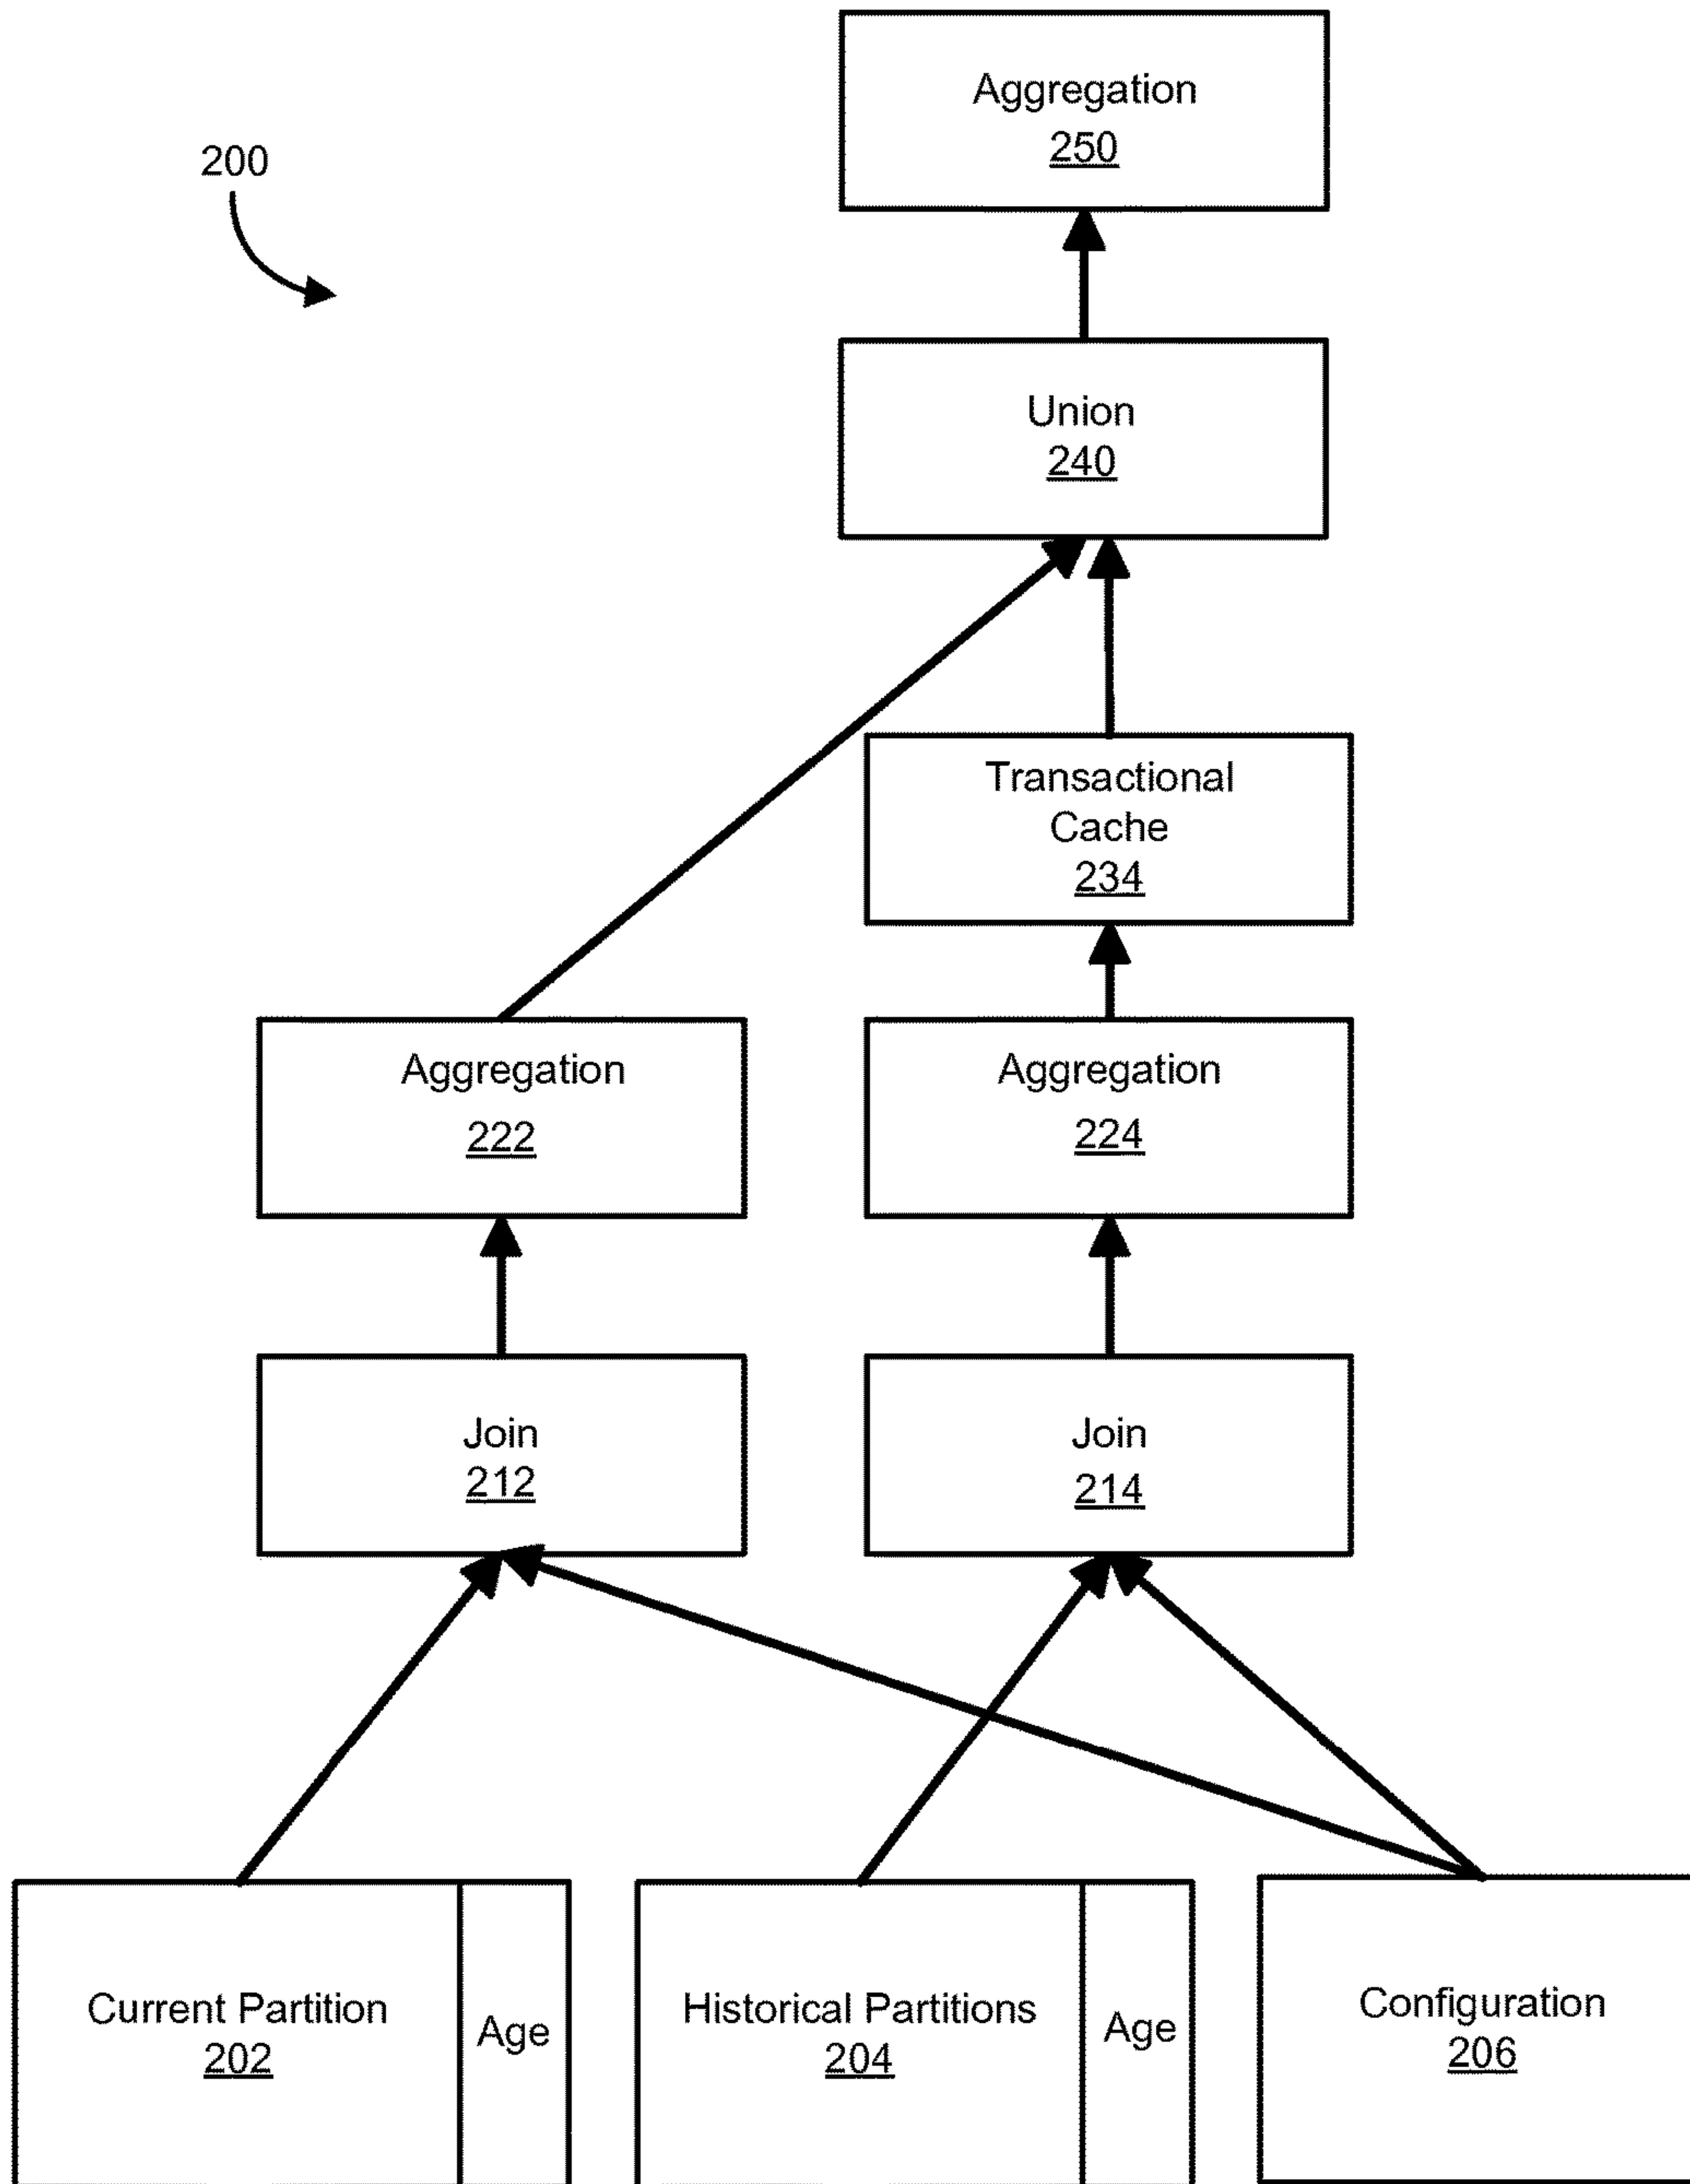 Aggregation
250
200
Union
240
Transactional
Cache
234
Aggregation
222
Aggregation
224
Join
212
Join
214
Current Partition
202
Age
Historical Partitions
204
Age
Configuration
206